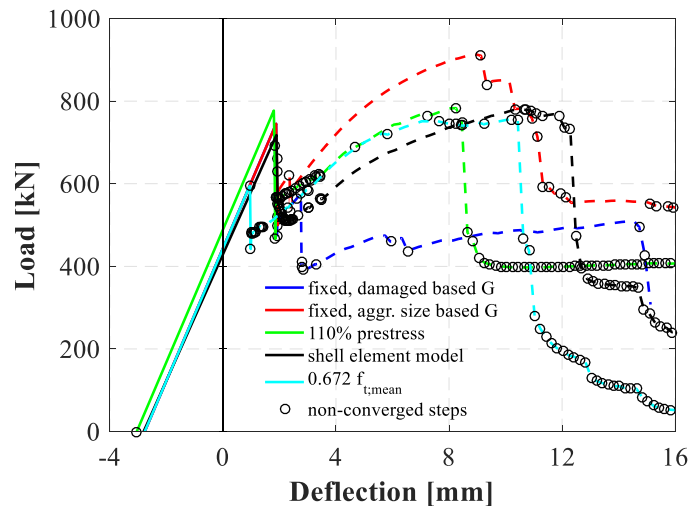 1000
800
600
400
200
0
Load [kN]
fixed, damaged based G
fixed, aggr. size based G
110% prestress
shell element model
0.672 f t;mean
non-converged steps
-4 0 4 8 12 16
Deflection [mm]